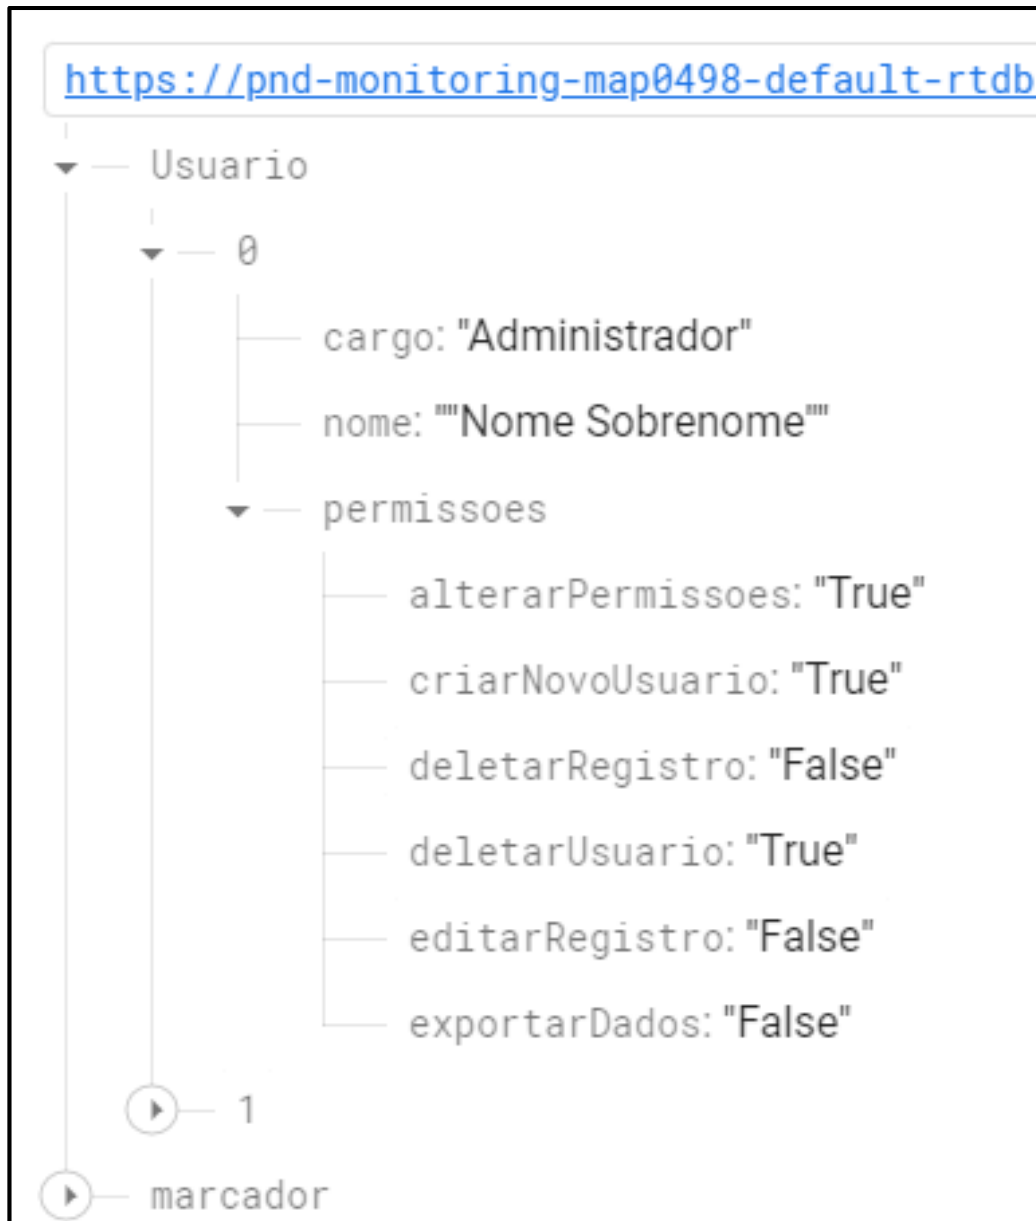 https://pnd-monitoring-map0498-default-rtdb
Usuario
0
cargo: "Administrador"
nome: ""Nome Sobrenome""
permissoes
alterarPermissoes: "True"
criarNovoUsuario: "True"
deletarRegistro: "False"
deletarUsuario: "True"
editarRegistro: "False"
exportarDados: "False"
1
marcador